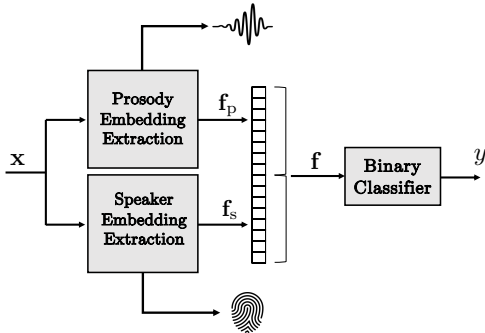 Prosody
Embedding
Extraction
f_p
x
f
Binary
Classifier
y
Speaker
Embedding
Extraction
f_s